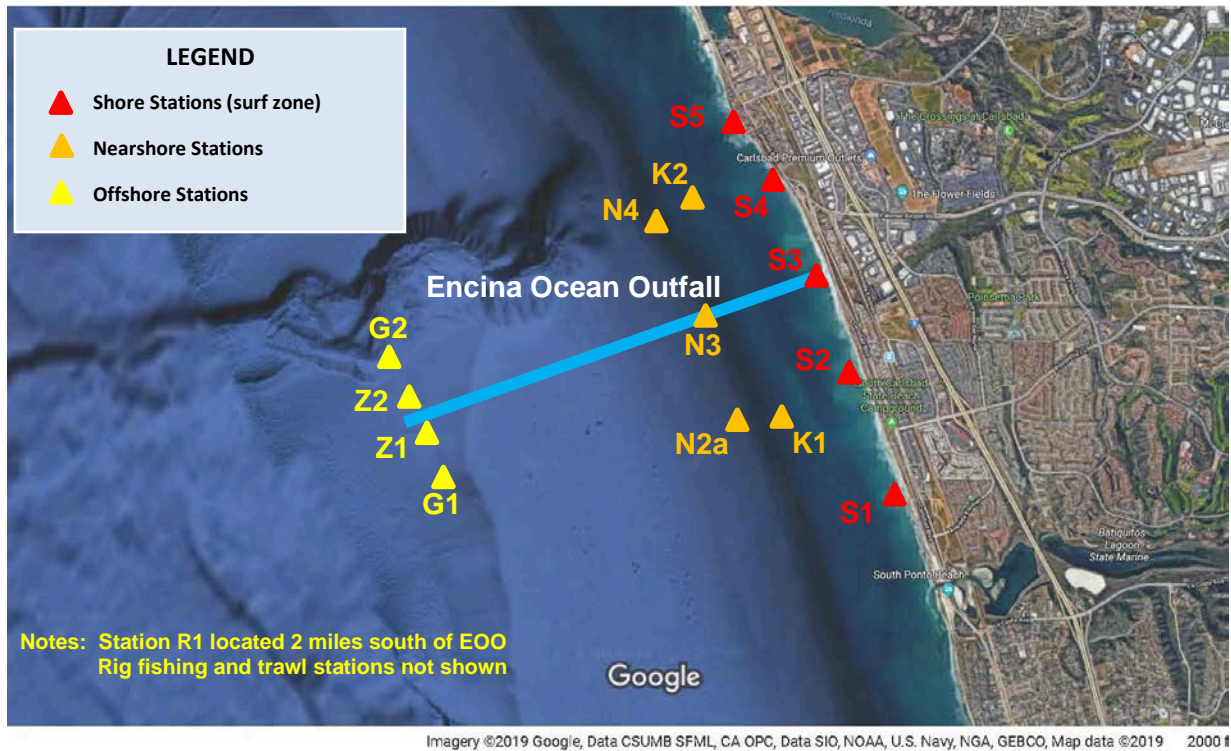 LEGEND
Shore Stations (surf zone)
Nearshore Stations
Offshore Stations
S5
The Crossings at Carlsbad
Carlsbad Premium Outlets
K2
S4
The Flower Fields
N4
S3
Encina Ocean Outfall
Poinsettia Park
N3
G2
S2
South Carlsbad
State Beach
Campground
Z2
Z1
N2a
K1
G1
S1
Batiquitos
Lagoon
State Marine...
South Ponto Beach
Notes: Station R1 located 2 miles south of EOO
Rig fishing and trawl stations not shown
Google
Imagery ©2019 Google, Data CSUMB SFML, CA OPC, Data SIO, NOAA, U.S. Navy, NGA, GEBCO, Map data ©2019 2000